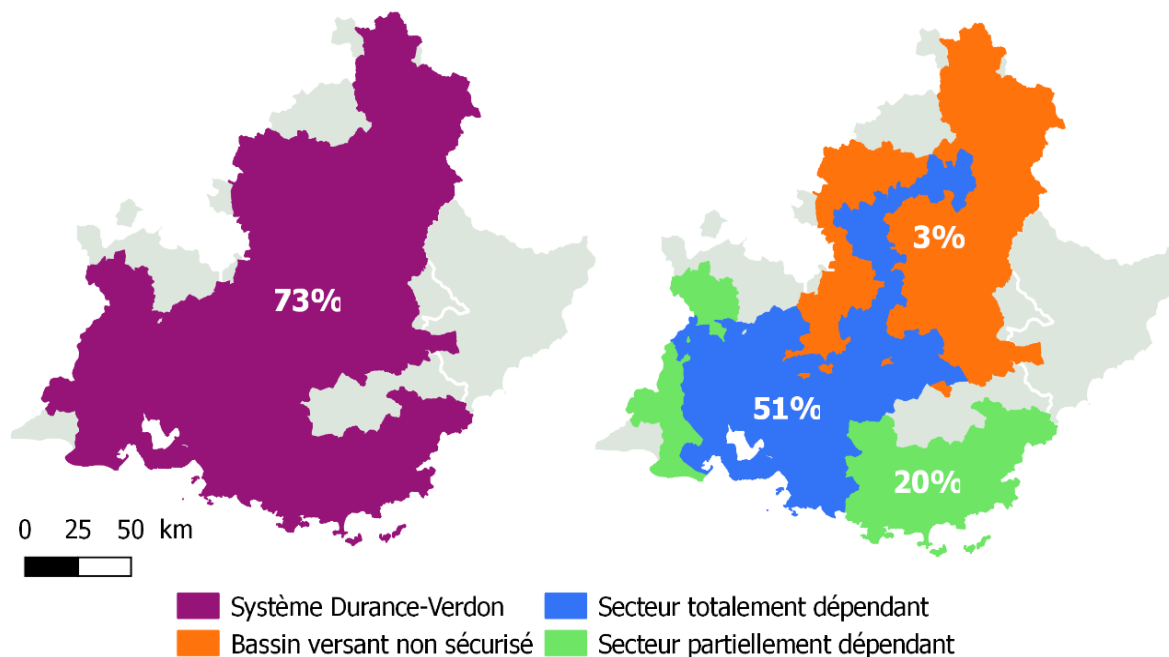 73%
3%
51%
20%
0 25 50 km
Système Durance-Verdon
Secteur totalement dépendant
Bassin versant non sécurisé
Secteur partiellement dépendant